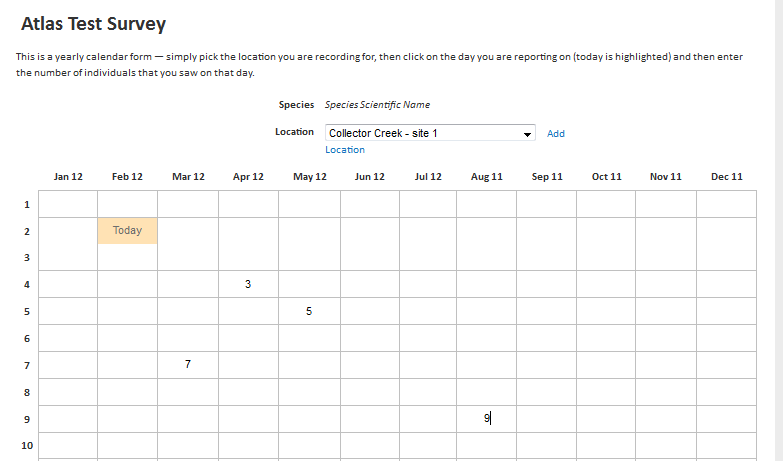 Atlas Test Survey
This is a yearly calendar form — simply pick the location you are recording for, then click on the day you are reporting on (today is highlighted) and then enter
the number of individuals that you saw on that day.
Species Species Scientific Name
Location Collector Creek - site 1 Add
Location
Jan 12 Feb 12 Mar 12 Apr 12 May 12 Jun 12 Jul 12 Aug 11 Sep 11 Oct 11 Nov 11 Dec 11
1
2 Today
3
4 3
5 5
6
7 7
8
9 9
10